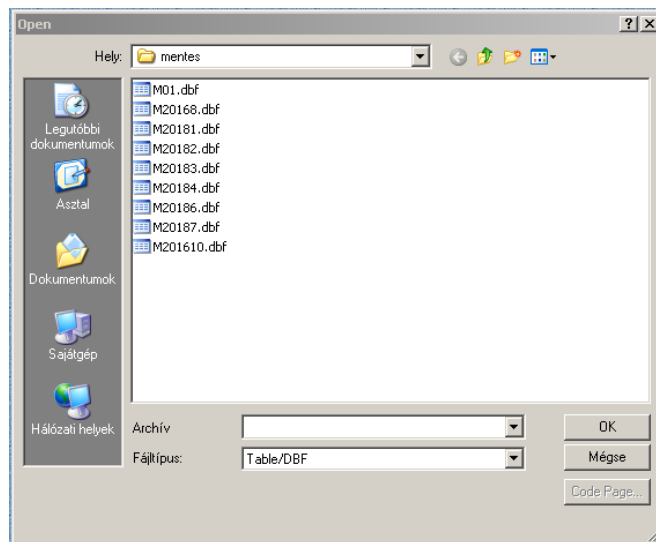 Open
Hely:
mentes
Legutóbbi
dokumentumok
Asztal
Dokumentumok
Sajátgép
Hálózati helyek
M01.dbf
M20168.dbf
M20181.dbf
M20182.dbf
M20183.dbf
M20184.dbf
M20186.dbf
M20187.dbf
M201610.dbf
Archív
OK
Fájltípus:
Table/DBF
Mégse
Code Page...